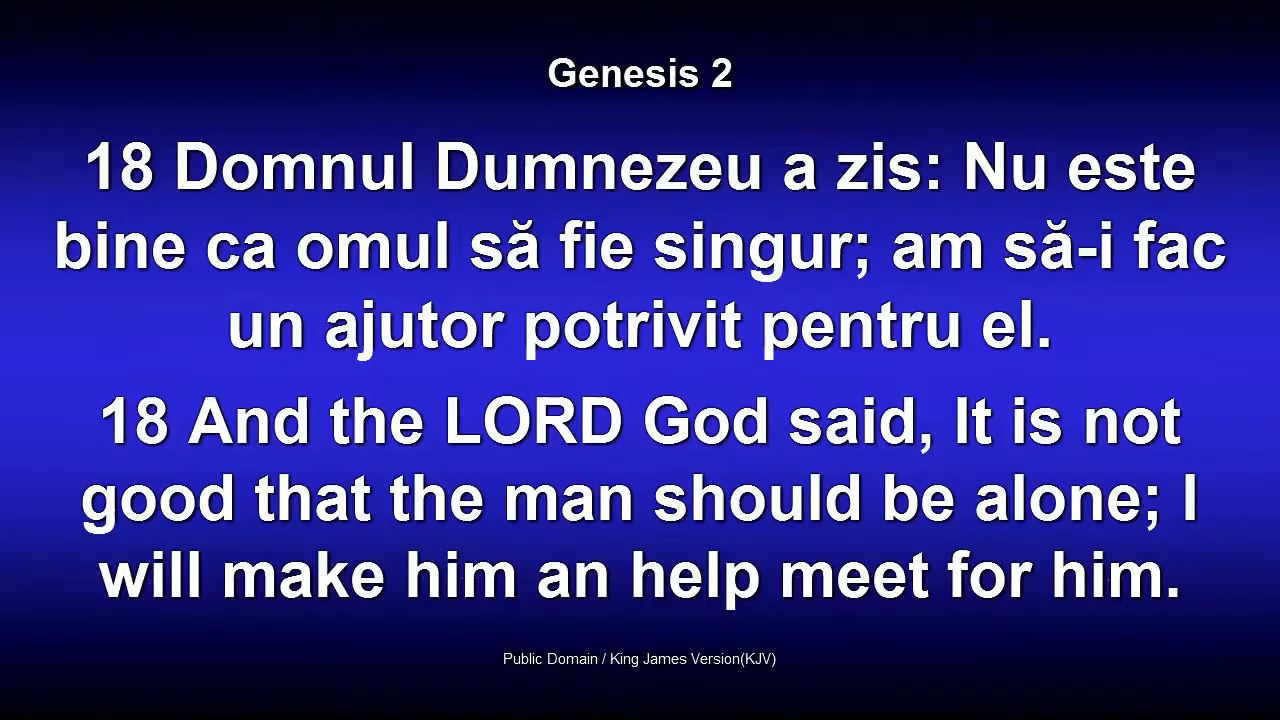 Genesis 2
18 Domnul Dumnezeu a zis: Nu este
bine ca omul să fie singur; am să-i fac
un ajutor potrivit pentru el.
18 And the LORD God said, It is not
good that the man should be alone; I
will make him an help meet for him.
Public Domain / King James Version(KJV)